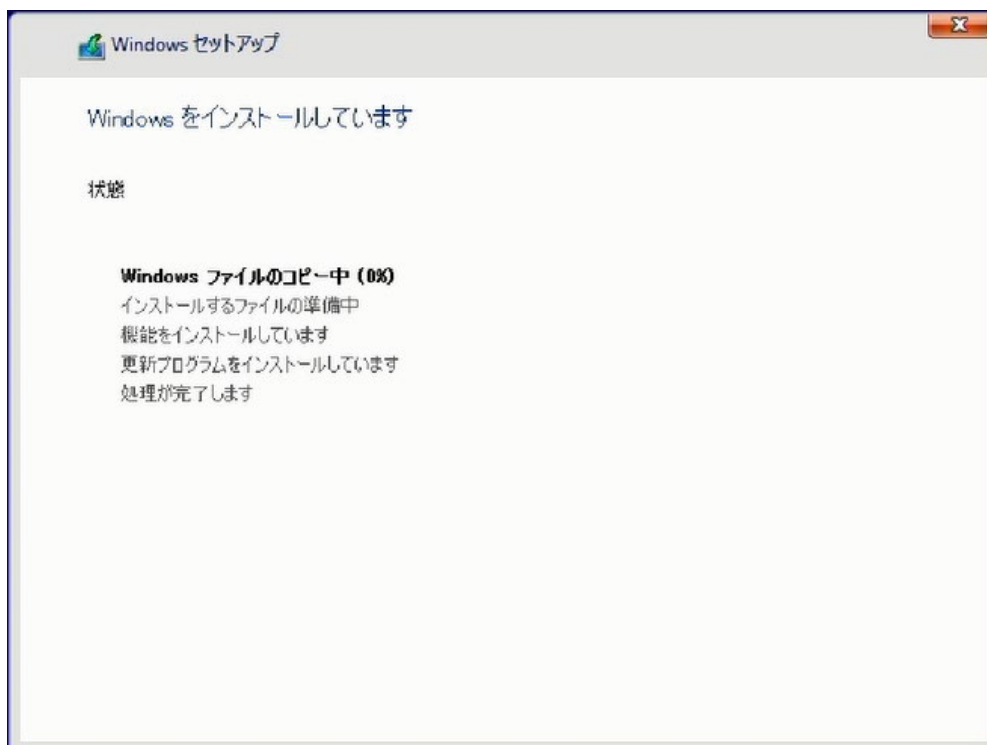 Windows セットアップ
Windows をインストールしています
状態
Windows ファイルのコピー中 (0%)
インストールするファイルの準備中
機能をインストールしています
更新プログラムをインストールしています
処理が完了します